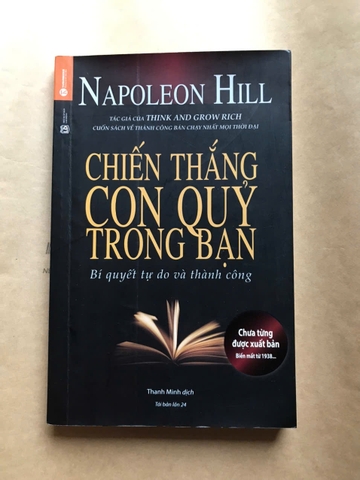 NAPOLEON HILL
TÁC GIẢ CỦA THINK AND GROW RICH
CUỐN SÁCH VỀ THÀNH CÔNG BÁN CHẠY NHẤT MỌI THỜI ĐẠI
CHIẾN THẮNG
CON QUỶ
TRONG BẠN
Bí quyết tự do và thành công
Chưa từng
được xuất bản
Biến mất từ 1938...
Thanh Minh dịch
Tái bản lần 24